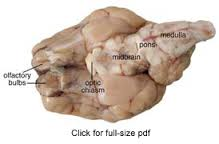 medulla
pons
midbrain
optic
chiasm
olfactory
bulbs
Click for full-size pdf